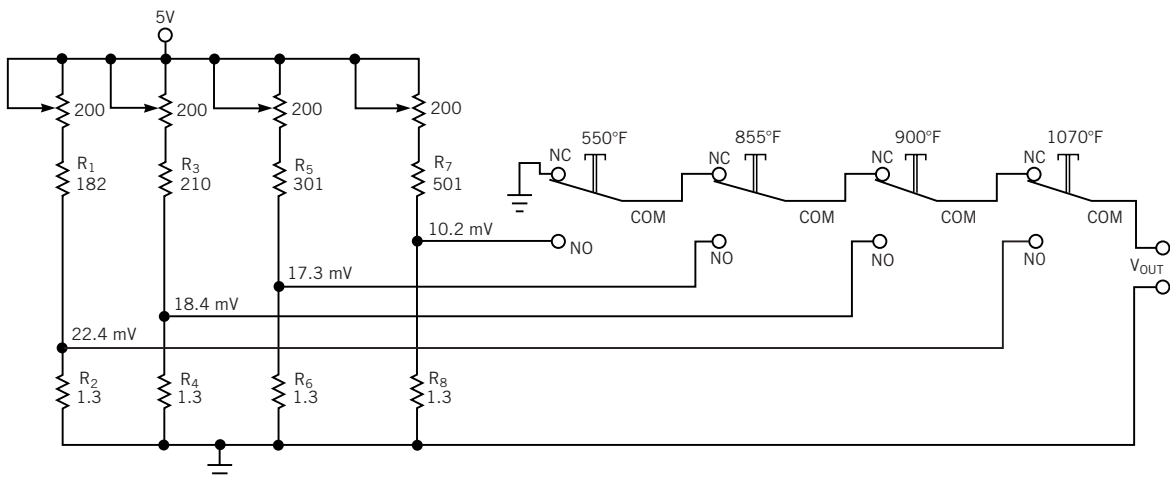 5V
200
200
200
200
R1
182
R3
210
R5
301
R7
501
550°F
855°F
900°F
1070°F
NC
NC
NC
NC
COM
COM
COM
COM
10.2 mV
NO
NO
NO
NO
17.3 mV
18.4 mV
22.4 mV
VOUT
R2
1.3
R4
1.3
R6
1.3
R8
1.3